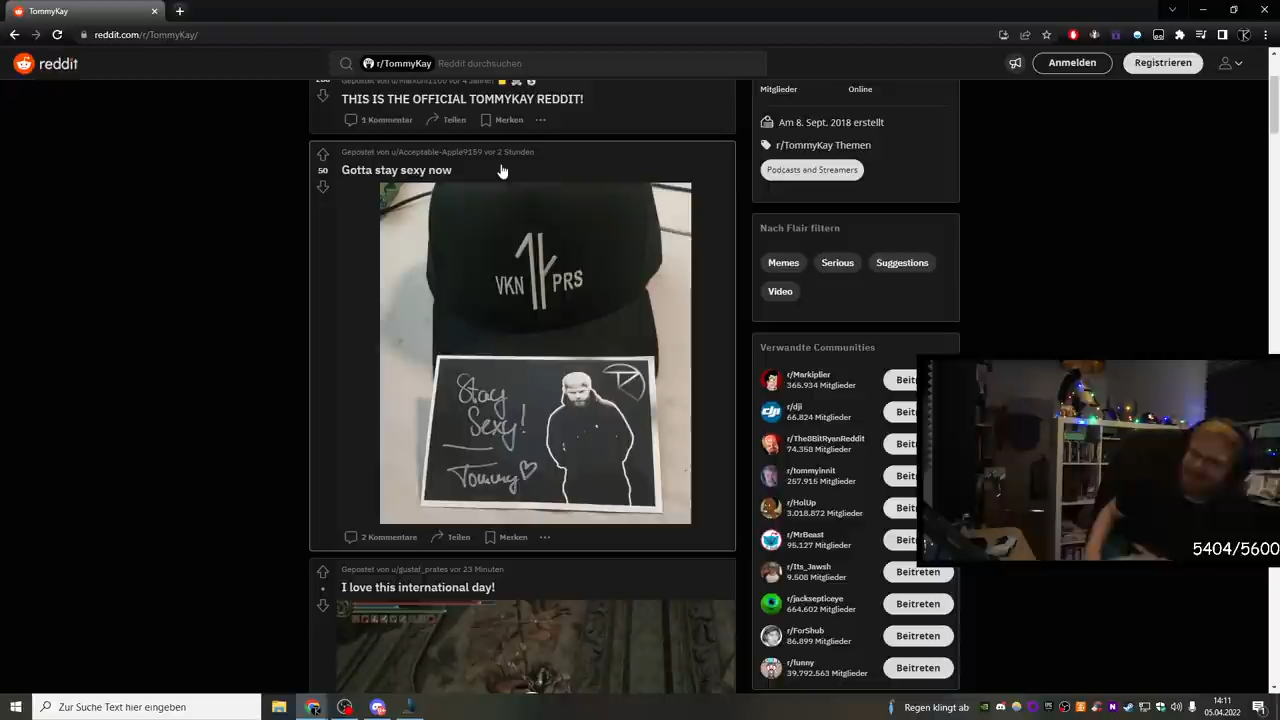 TommyKay
reddit.com/r/TommyKay/
reddit
r/TommyKay
Reddit durchsuchen
Anmelden
Registrieren
THIS IS THE OFFICIAL TOMMYKAY REDDIT!
1 Kommentar
Teilen
Merken
Gepostet von u/Acceptable-Apple9159 vor 2 Stunden
50
Gotta stay sexy now
VKN
PRS
Stay
Sexy!
Tommy
2 Kommentare
Teilen
Merken
Gepostet von u/gustaf_prates vor 23 Minuten
I love this international day!
Mitglieder
Online
Am 8. Sept. 2018 erstellt
r/TommyKay Themen
Podcasts and Streamers
Nach Flair filtern
Memes
Serious
Suggestions
Video
Verwandte Communities
r/Markiplier
365.934 Mitglieder
r/dji
66.824 Mitglieder
r/The8BitRyanReddit
74.358 Mitglieder
r/tommyinnit
257.915 Mitglieder
r/HolUp
3.018.872 Mitglieder
r/MrBeast
95.127 Mitglieder
r/Its_Jawsh
9.508 Mitglieder
Beitreten
r/jacksepticeye
664.602 Mitglieder
Beitreten
r/ForShub
86.899 Mitglieder
Beitreten
r/funny
39.792.563 Mitglieder
Beitreten
5404/5600
Zur Suche Text hier eingeben
Regen klingt ab
14:11
05.04.2022